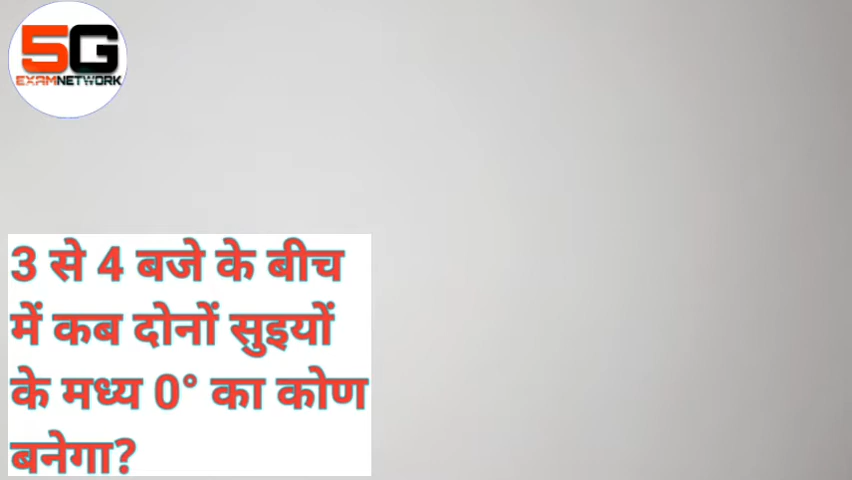 5G
EXAMNETWORK
3 से 4 बजे के बीच
में कब दोनों सुइयों
के मध्य 0° का कोण
बनेगा?